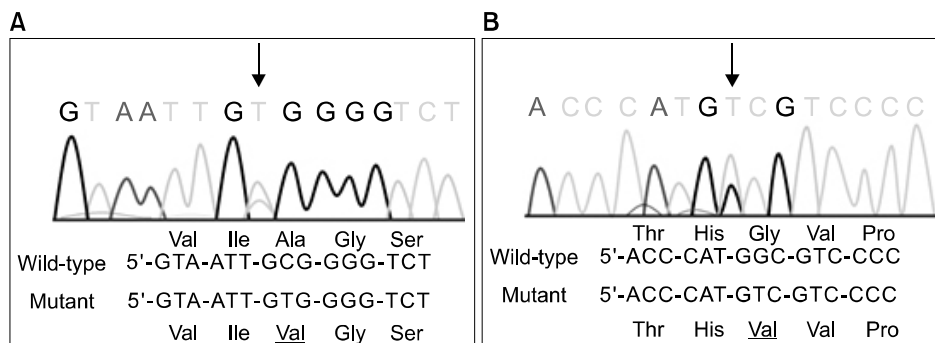 A
G T A A T T G T G G G G T C T
Val Ile Ala Gly Ser
Wild-type 5'-GTA-ATT-GCG-GGG-TCT
Mutant 5'-GTA-ATT-GTG-GGG-TCT
Val Ile Val Gly Ser
B
A C C C A T G T C G T C C C C
Thr His Gly Val Pro
Wild-type 5'-ACC-CAT-GGC-GTC-CCC
Mutant 5'-ACC-CAT-GTC-GTC-CCC
Thr His Val Val Pro